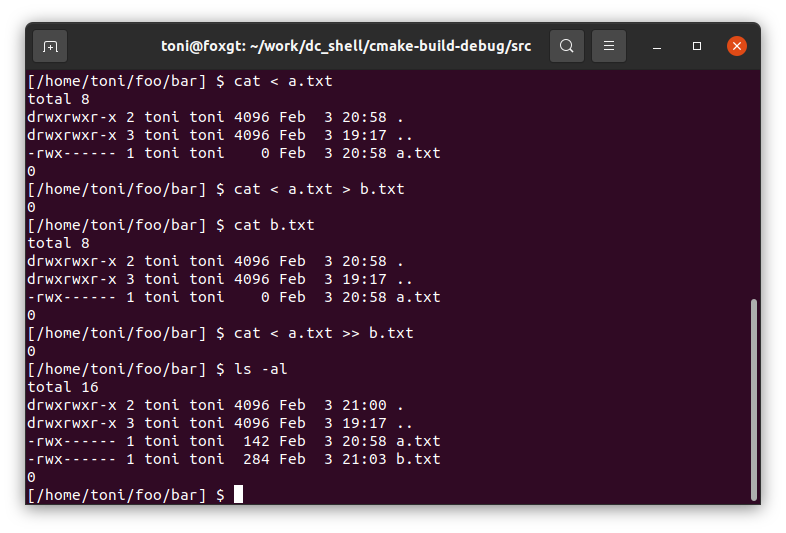 toni@foxgt: ~/work/dc_shell/cmake-build-debug/src
[/home/toni/foo/bar] $ cat < a.txt
total 8
drwxrwxr-x 2 toni toni 4096 Feb  3 20:58 .
drwxrwxr-x 3 toni toni 4096 Feb  3 19:17 ..
-rwx------ 1 toni toni    0 Feb  3 20:58 a.txt
0
[/home/toni/foo/bar] $ cat < a.txt > b.txt
0
[/home/toni/foo/bar] $ cat b.txt
total 8
drwxrwxr-x 2 toni toni 4096 Feb  3 20:58 .
drwxrwxr-x 3 toni toni 4096 Feb  3 19:17 ..
-rwx------ 1 toni toni    0 Feb  3 20:58 a.txt
0
[/home/toni/foo/bar] $ cat < a.txt >> b.txt
0
[/home/toni/foo/bar] $ ls -al
total 16
drwxrwxr-x 2 toni toni 4096 Feb  3 21:00 .
drwxrwxr-x 3 toni toni 4096 Feb  3 19:17 ..
-rwx------ 1 toni toni  142 Feb  3 20:58 a.txt
-rwx------ 1 toni toni  284 Feb  3 21:03 b.txt
0
[/home/toni/foo/bar] $